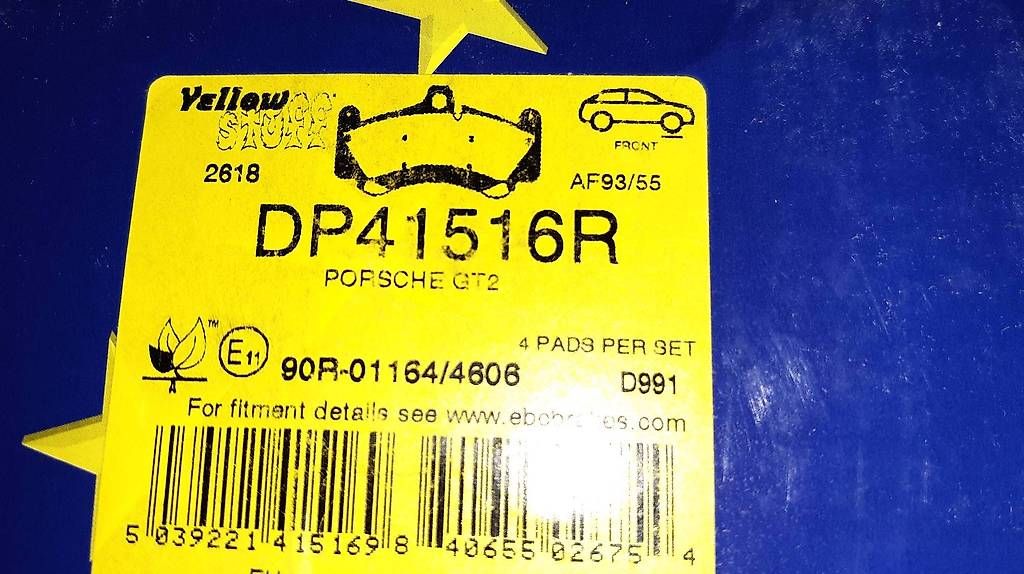 Yellow
STUFF
FRONT
2618
AF93/55
DP41516R
PORSCHE GT2
TM
4 PADS PER SET
E11
90R-01164/4606
D991
A
For fitment details see www.ebcbrakes.com
5 039221 415169 8
40655 02675 4